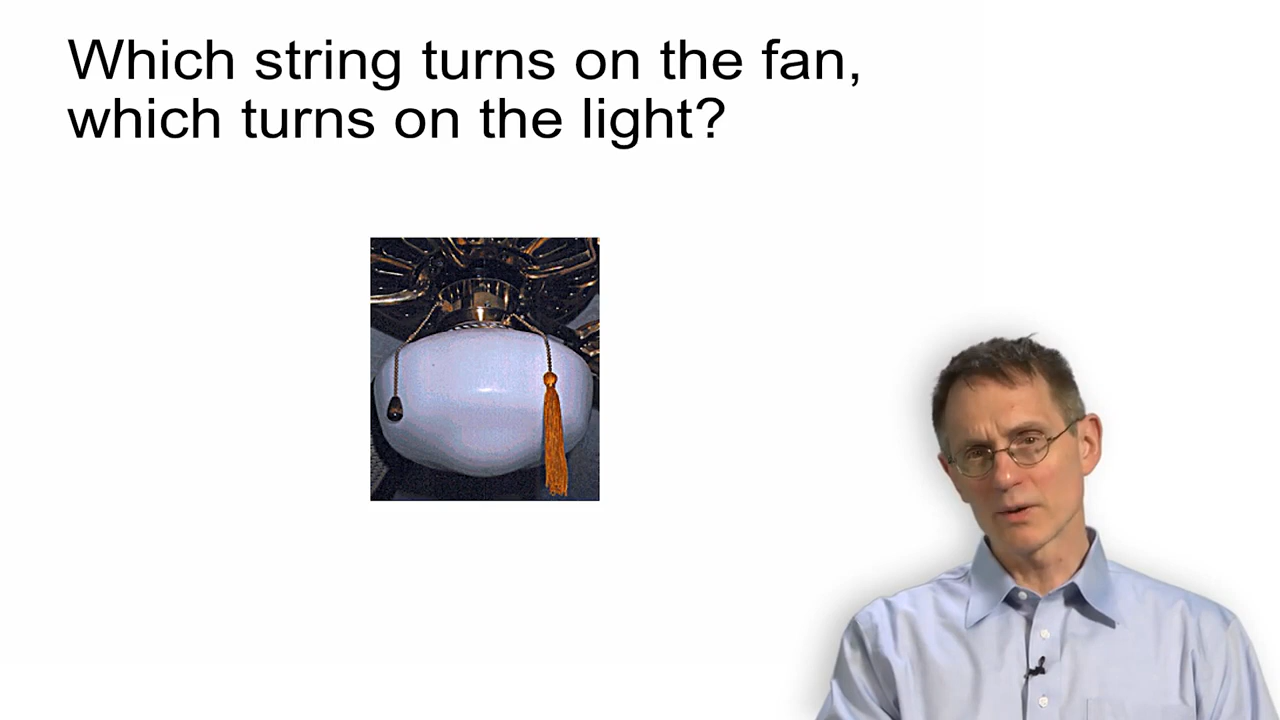 Which string turns on the fan,
which turns on the light?